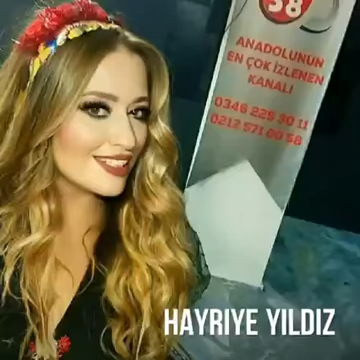 58
ANADOLUNUN
EN ÇOK İZLENEN
KANALI
0346 225 30 11
0212 571 00 58
HAYRIYE YILDIZ